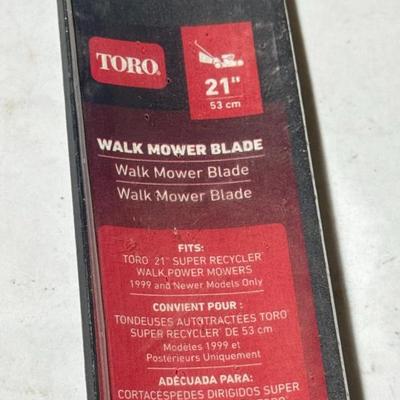 TORO
21"
53 cm
WALK MOWER BLADE
Walk Mower Blade
Walk Mower Blade
FITS:
TORO 21" SUPER RECYCLER
WALK POWER MOWERS
1999 and Newer Models Only
CONVIENT POUR :
TONDEUSES AUTOTRACTÉES TORO
SUPER RECYCLER DE 53 cm
Modèles 1999 et
Postérieurs Uniquement
ADÉCUADA PARA:
CORTACÉSPEDES DIRIGIDOS SUPER